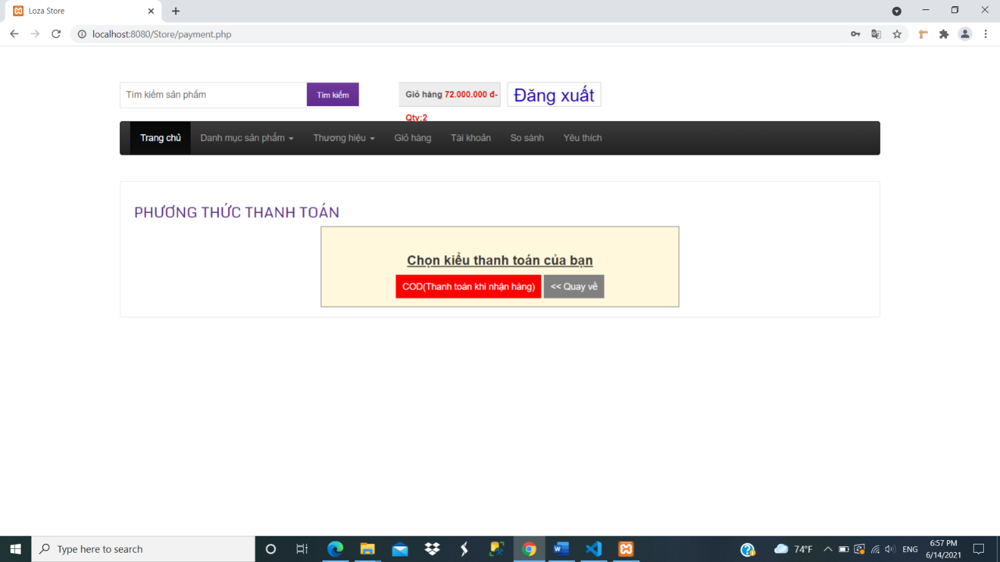 Loza Store
localhost:8080/Store/payment.php
Tìm kiếm sản phẩm
Tìm kiếm
Giỏ hàng 72.000.000 đ-
Qty:2
Đăng xuất
Trang chủ Danh mục sản phẩm Thương hiệu Giỏ hàng Tài khoản So sánh Yêu thích
PHƯƠNG THỨC THANH TOÁN
Chọn kiểu thanh toán của bạn
COD(Thanh toán khi nhận hàng) << Quay về
Type here to search
74°F
ENG
6:57 PM
6/14/2021